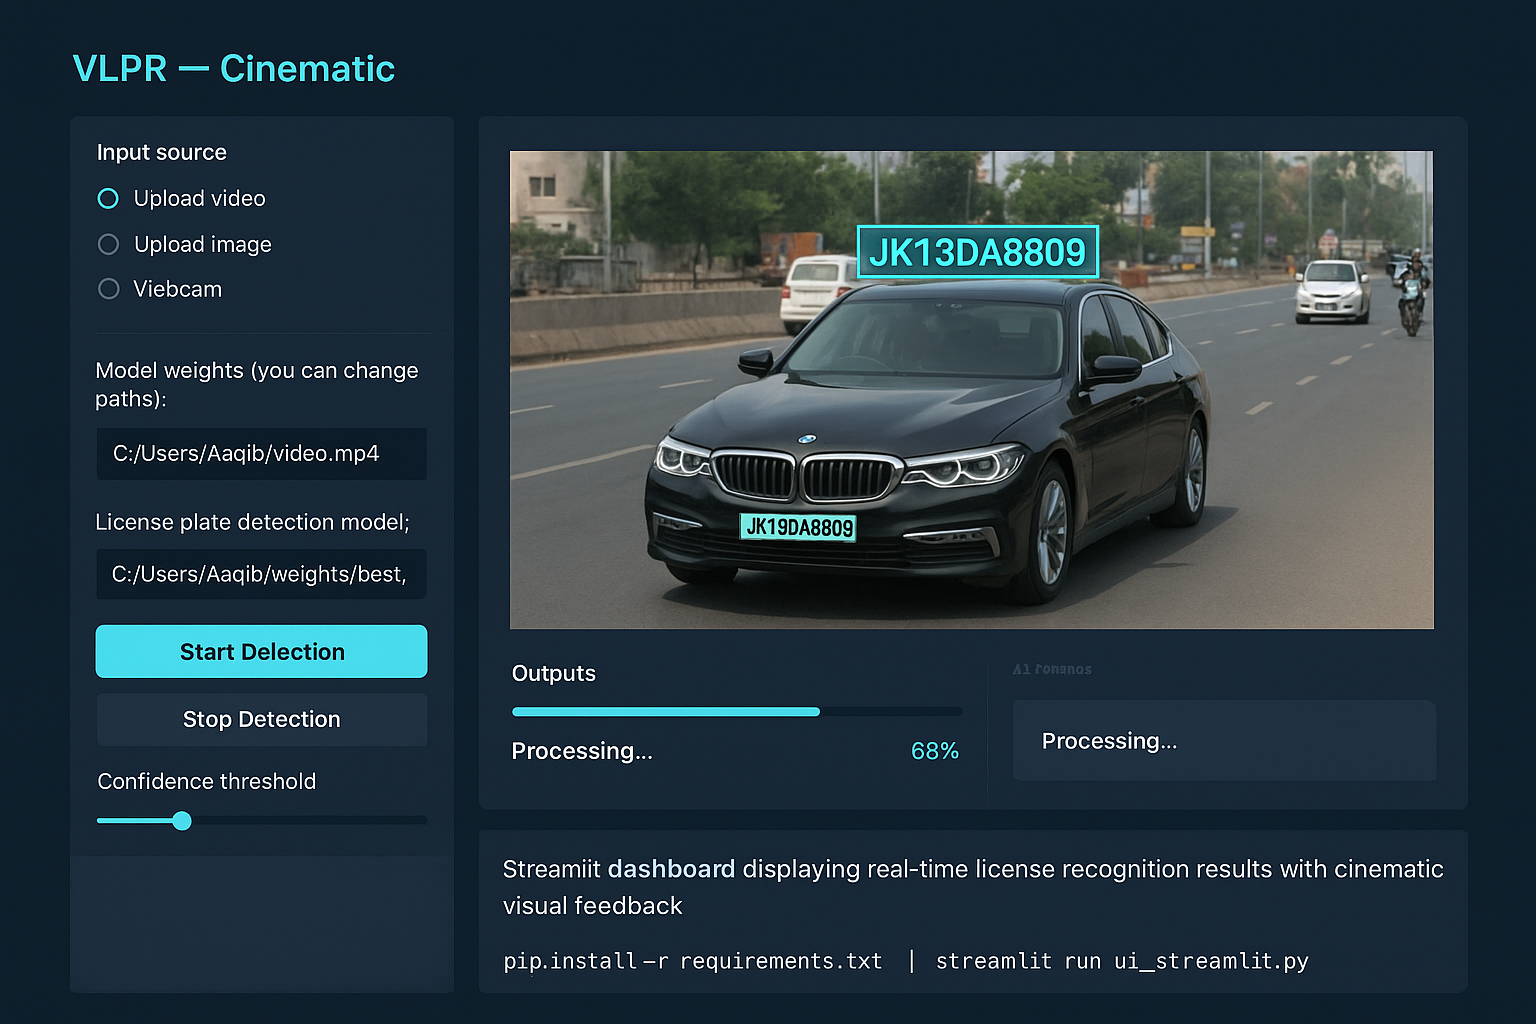 VLPR — Cinematic
Input source
Upload video
Upload image
Viebcam
Model weights (you can change
paths):
C:/Users/Aaqib/video.mp4
License plate detection model;
C:/Users/Aaqib/weights/best,
Start Delection
Stop Detection
Confidence threshold
JK13DA8809
JK19DA8809
Outputs
Processing...
68%
Processing...
Streamiit dashboard displaying real-time license recognition results with cinematic
visual feedback
pip.install –r requirements.txt | streamlit run ui_streamlit.py